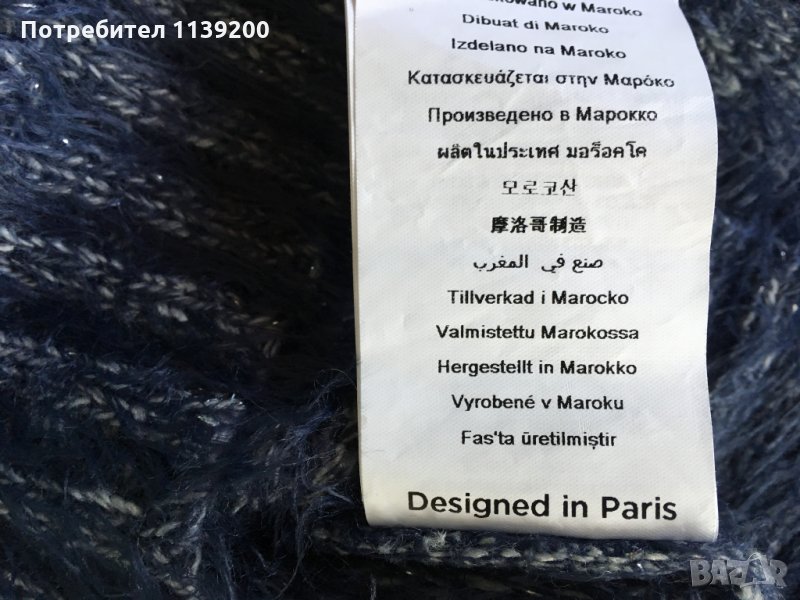 Потребител 1139200
w Maroko
Dibuat di Maroko
Izdelano na Maroko
Κατασκευάζεται στην Μαρόκο
Произведено в Марокко
ผลิตในประเทศ มอร็อคโค
모로코산
摩洛哥制造
صنع في المغرب
Tillverkad i Marocko
Valmistettu Marokossa
Hergestellt in Marokko
Vyrobené v Maroku
Fas'ta üretilmiştir
Designed in Paris
BAZAR